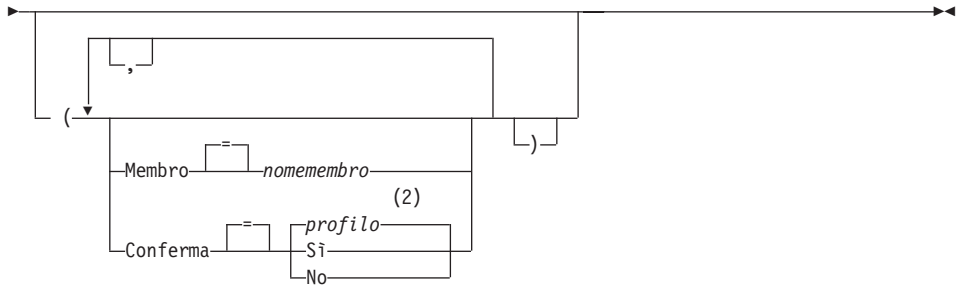 ,
(
)
=
Membro nomemembro
(2)
= profilo
Conferma Sì
No